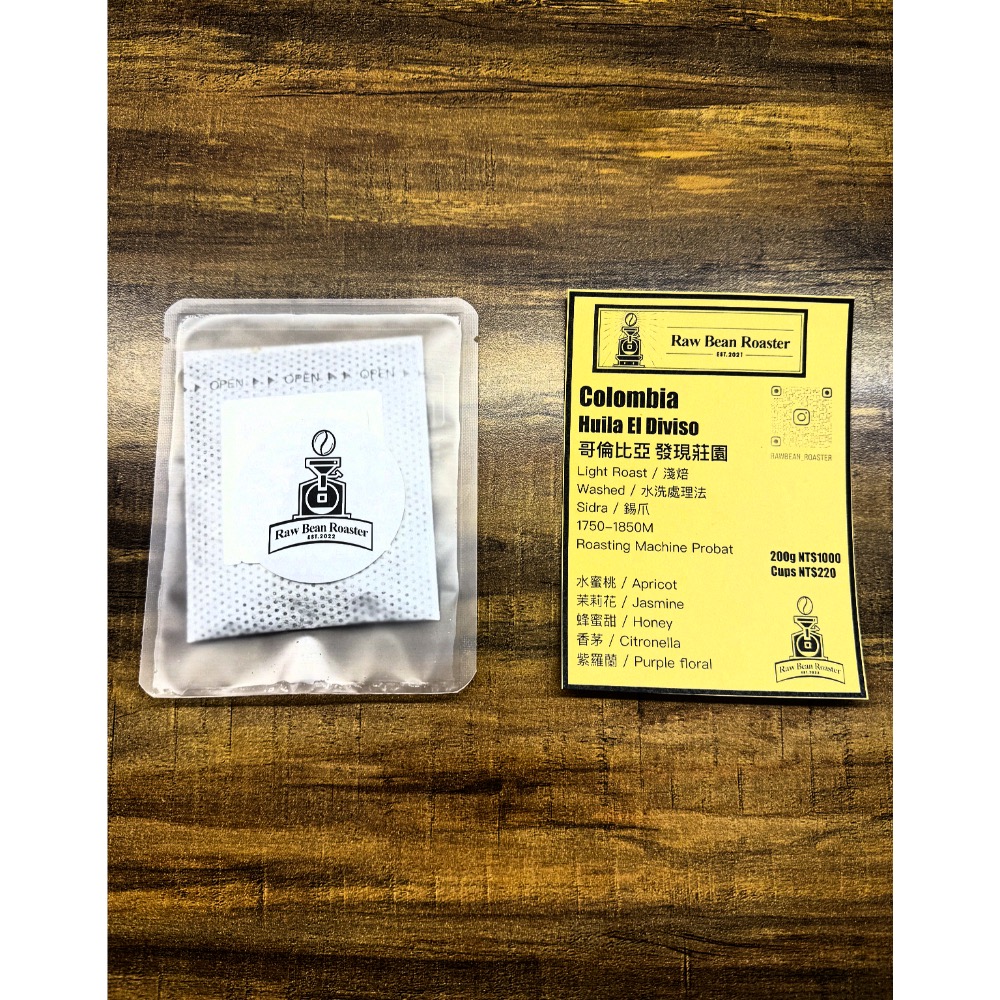 OPEN OPEN OPEN
Raw Bean Roaster
EST.2022
Raw Bean Roaster
EST.2021
Colombia
Huila El Diviso
哥倫比亞 發現莊園
Light Roast / 淺焙
Washed / 水洗處理法
Sidra / 錫爪
1750-1850M
Roasting Machine Probat
RAWBEAN_ROASTER
200g NT$1000
Cups NT$220
水蜜桃 / Apricot
茉莉花 / Jasmine
蜂蜜甜 / Honey
香茅 / Citronella
紫羅蘭 / Purple floral
Raw Bean Roaster